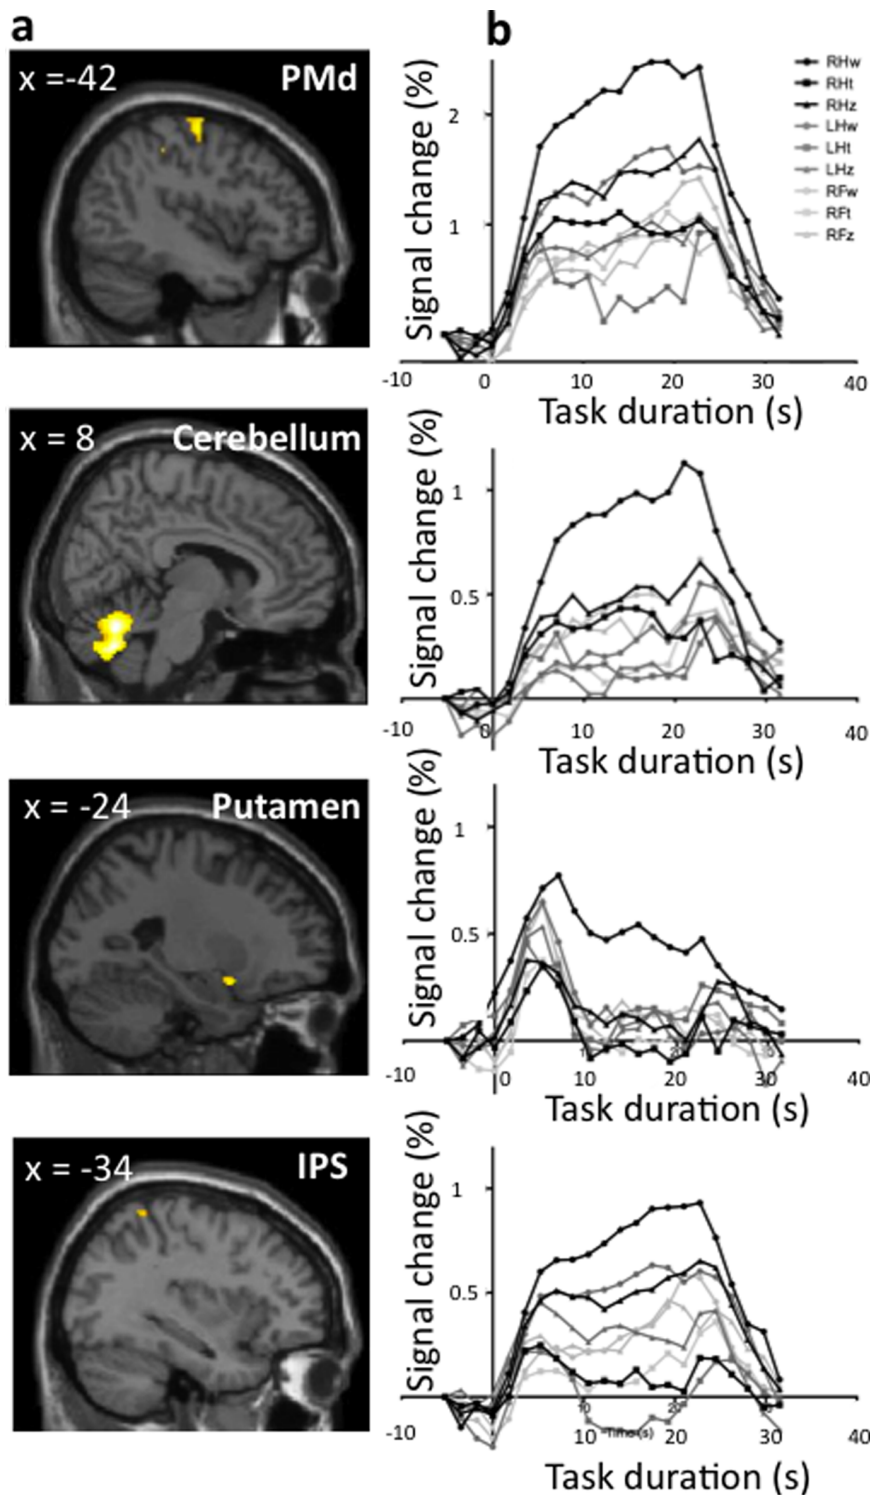 a
b
x =-42 PMd
Signal change (%)
2
1
RHw
RHt
RHz
LHw
LHt
LHz
RFw
RFt
RFz
-10 0 10 20 30 40
Task duration (s)
x = 8 Cerebellum
Signal change (%)
1
0.5
-10 0 10 20 30 40
Task duration (s)
x = -24 Putamen
Signal change (%)
1
0.5
-10 0 10 20 30 40
Task duration (s)
x = -34 IPS
Signal change (%)
1
0.5
-10 10 20 30 40
Time(s)
Task duration (s)